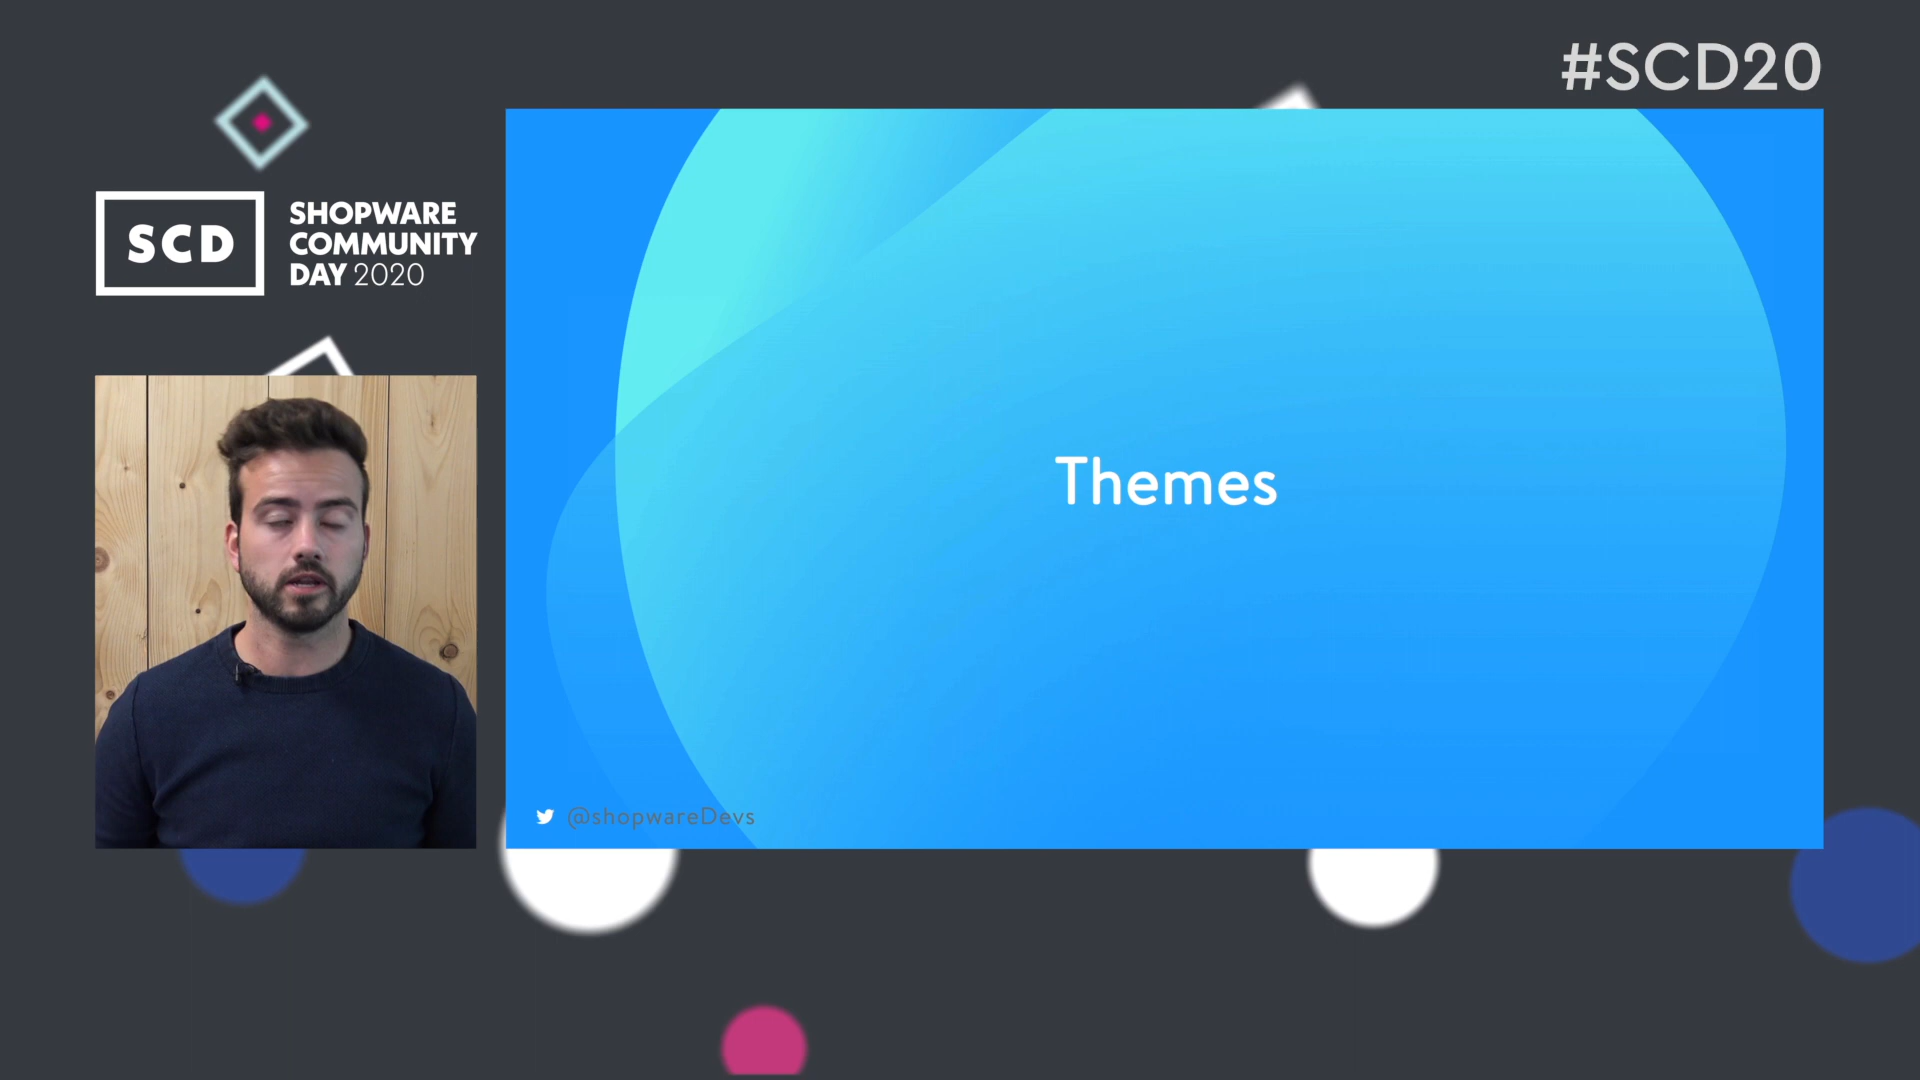 #SCD20
SCD
SHOPWARE
COMMUNITY
DAY 2020
Themes
@shopwareDevs